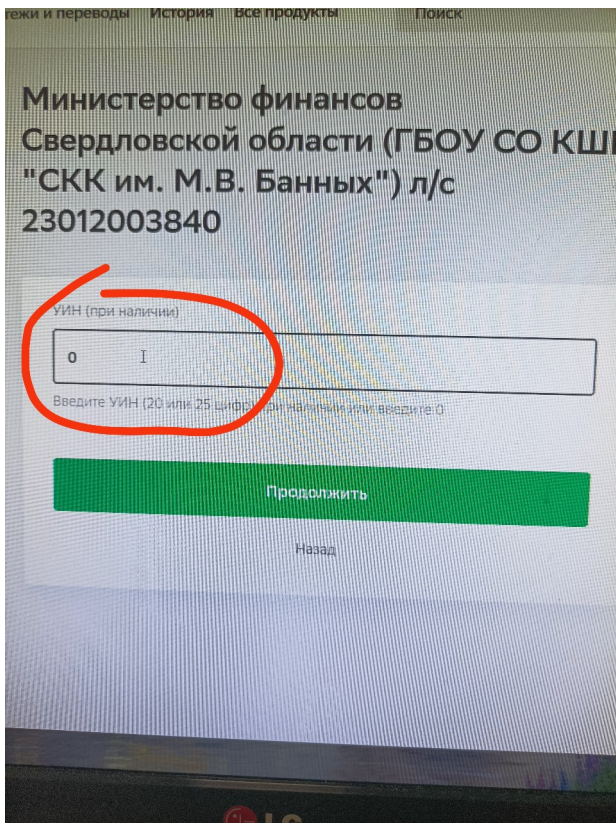 тежи и переводы История Все продукты Поиск
Министерство финансов
Свердловской области (ГБОУ СО КШ
"СКК им. М.В. Банных") л/с
23012003840
УИН (при наличии)
0
Введите УИН (20 или 25 цифр) при наличии или введите 0
Продолжить
Назад
LG